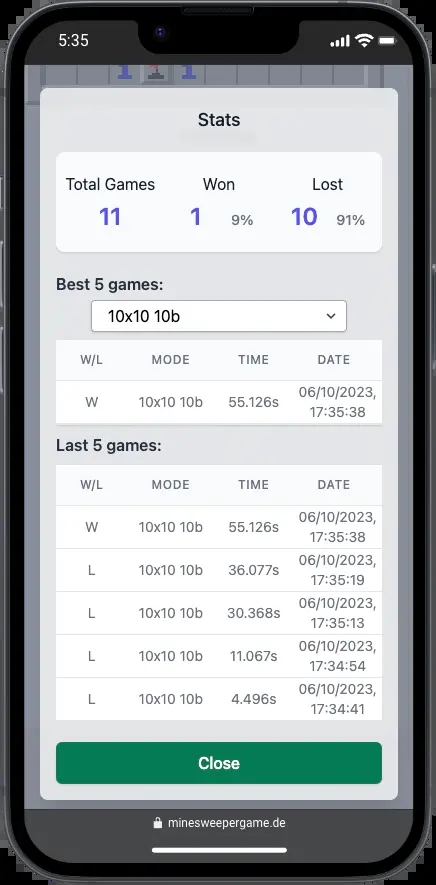 5:35
1 1 1
Stats
Total Games Won Lost
11 1 9% 10 91%
Best 5 games:
10x10 10b
W/L MODE TIME DATE
W 10x10 10b 55.126s 06/10/2023, 17:35:38
Last 5 games:
W/L MODE TIME DATE
W 10x10 10b 55.126s 06/10/2023, 17:35:38
L 10x10 10b 36.077s 06/10/2023, 17:35:19
L 10x10 10b 30.368s 06/10/2023, 17:35:13
L 10x10 10b 11.067s 06/10/2023, 17:34:54
L 10x10 10b 4.496s 06/10/2023, 17:34:41
Close
minesweepergame.de